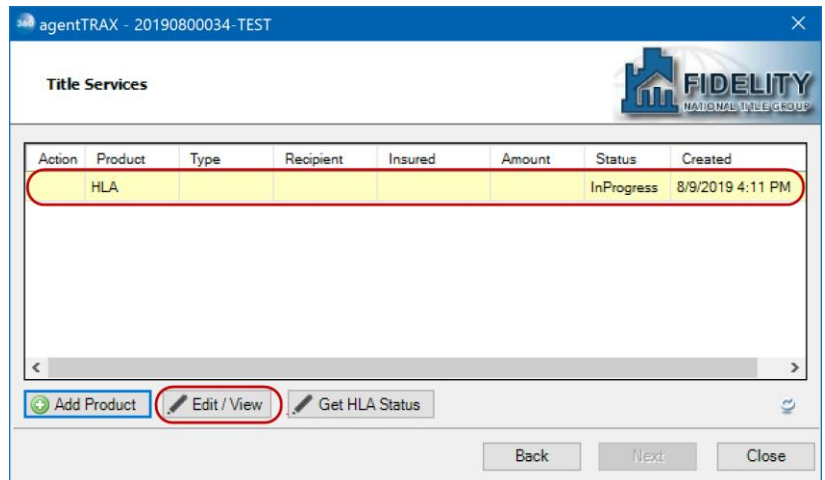 360 agentTRAX - 20190800034-TEST
Title Services
FIDELITY
NATIONAL TITLE GROUP
Action Product Type Recipient Insured Amount Status Created
HLA InProgress 8/9/2019 4:11 PM
Add Product Edit / View Get HLA Status
Back Next Close